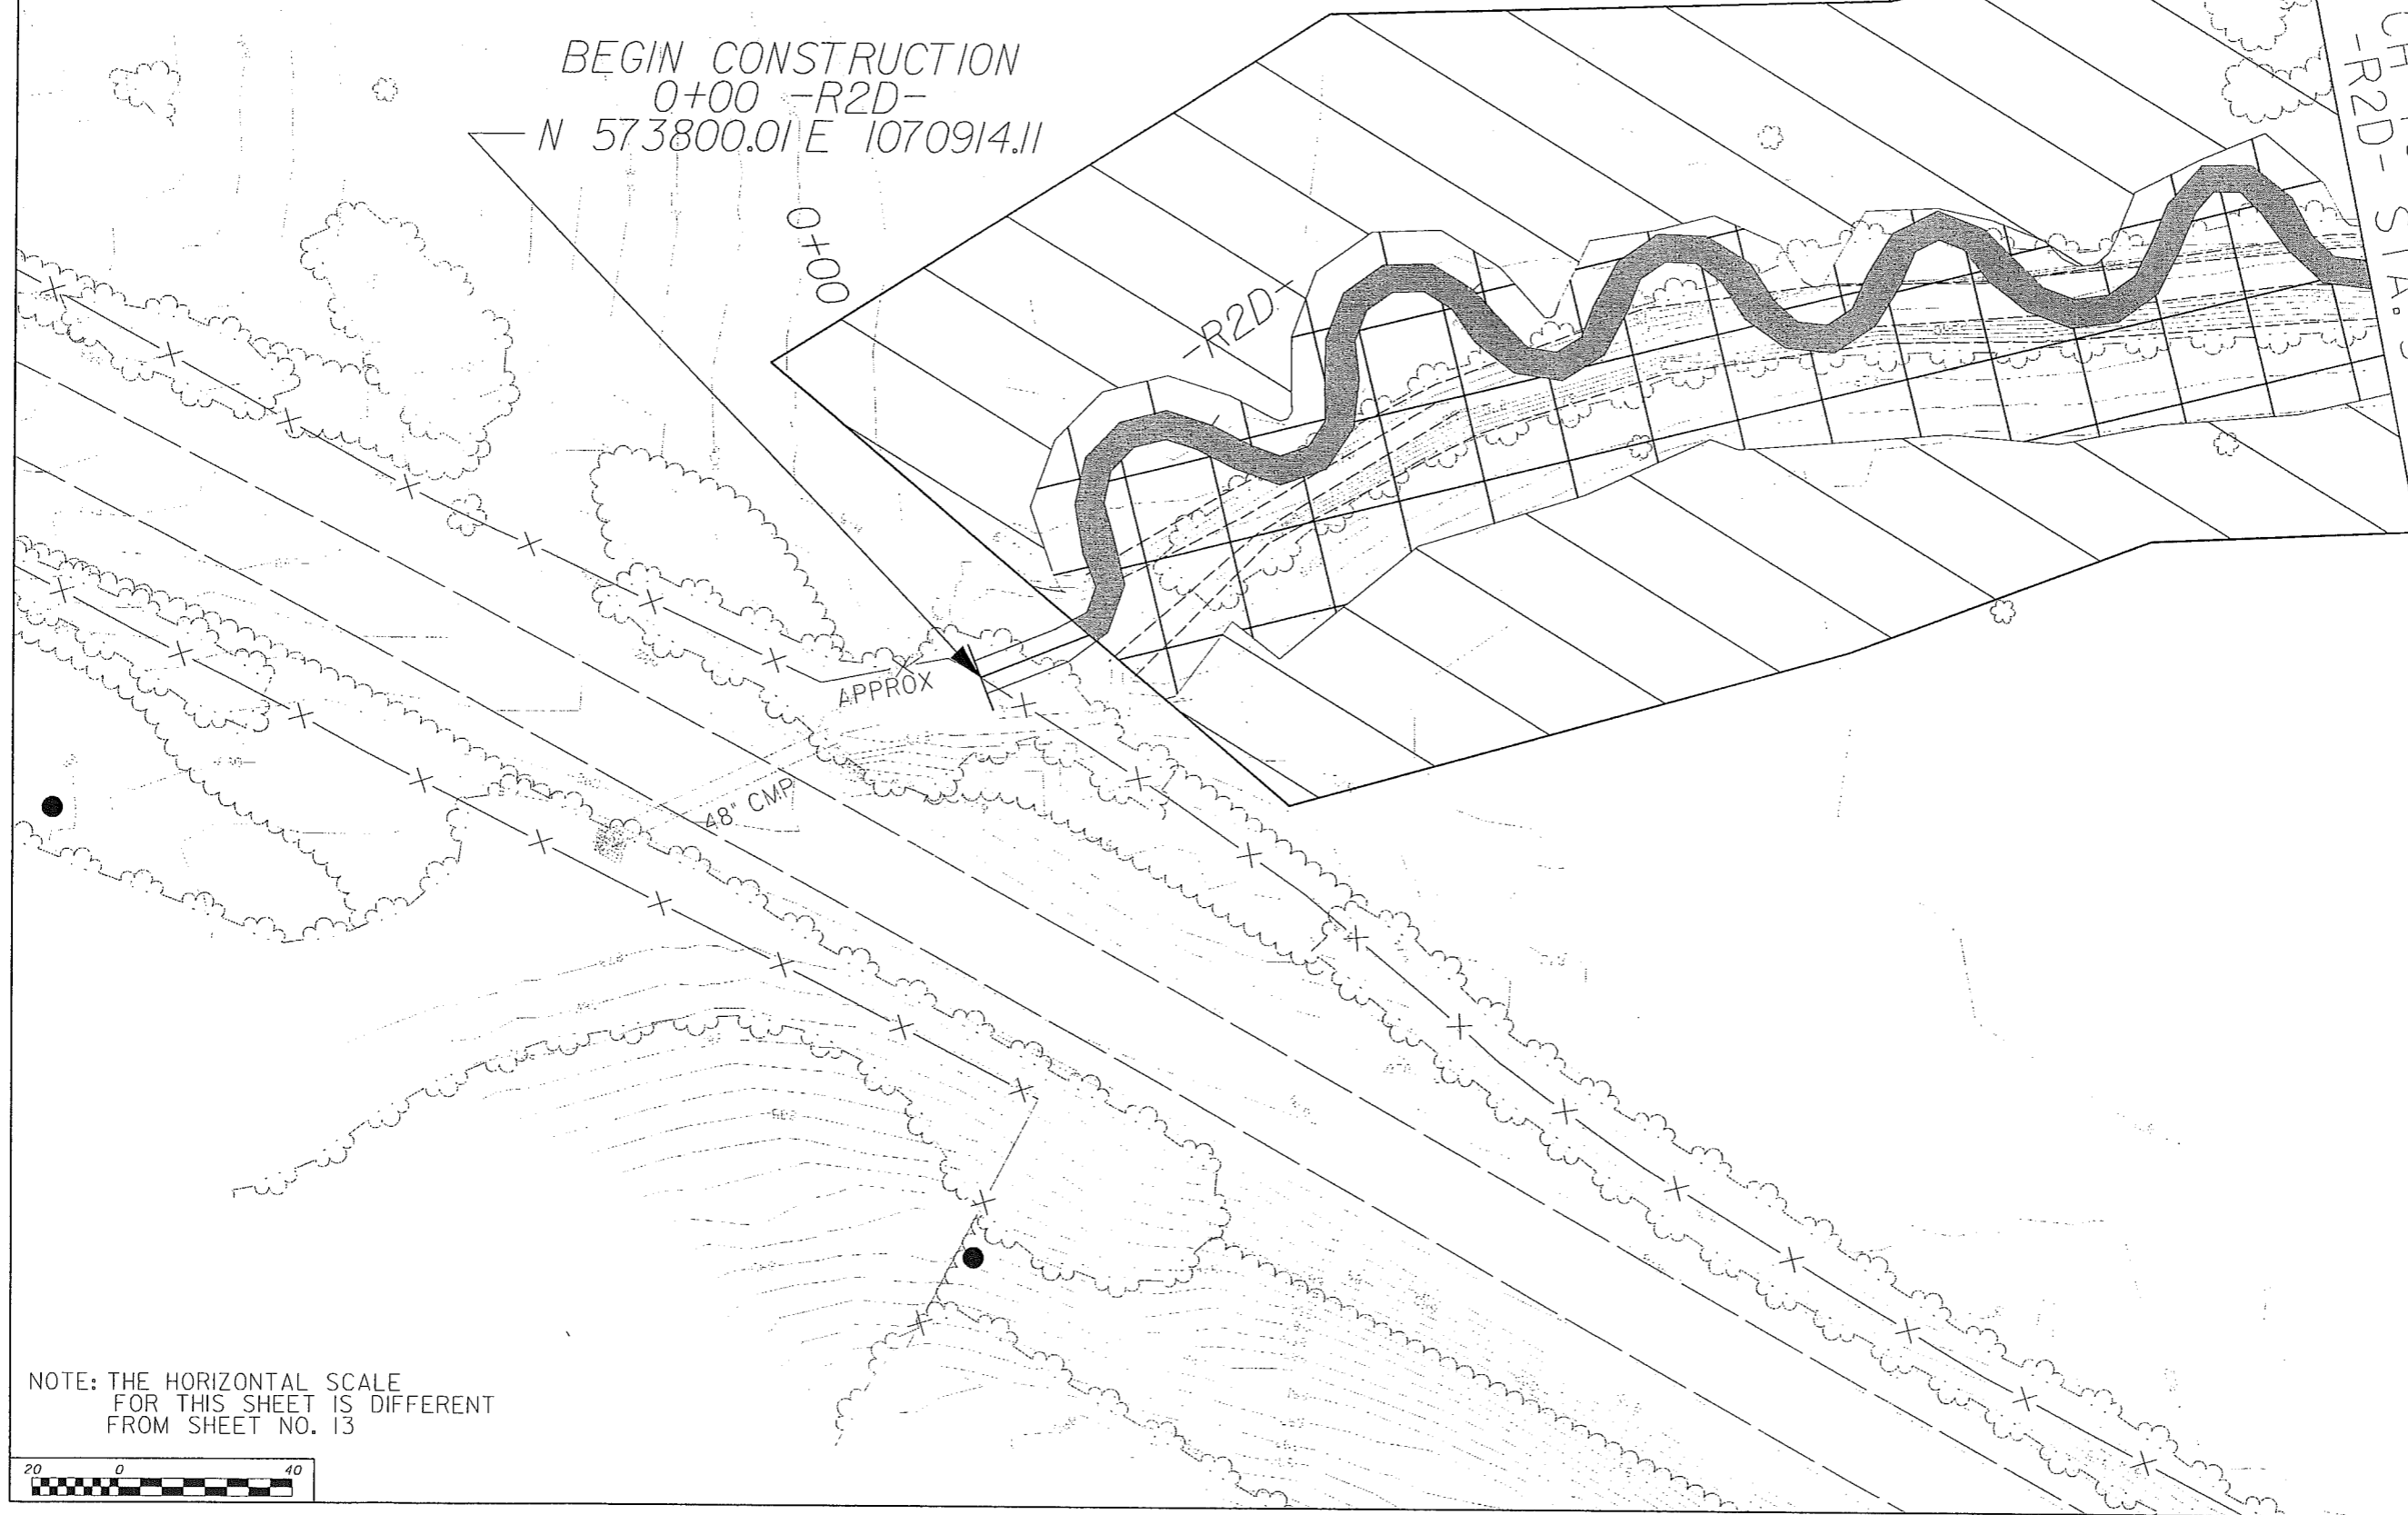 BEGIN CONSTRUCTION
0+00 -R2D-
N 573800.01 E 1070914.11
0+00
-R2D-
-R2D- STA.
APPROX
48" CMP
NOTE: THE HORIZONTAL SCALE
FOR THIS SHEET IS DIFFERENT
FROM SHEET NO. 13
20 0 40